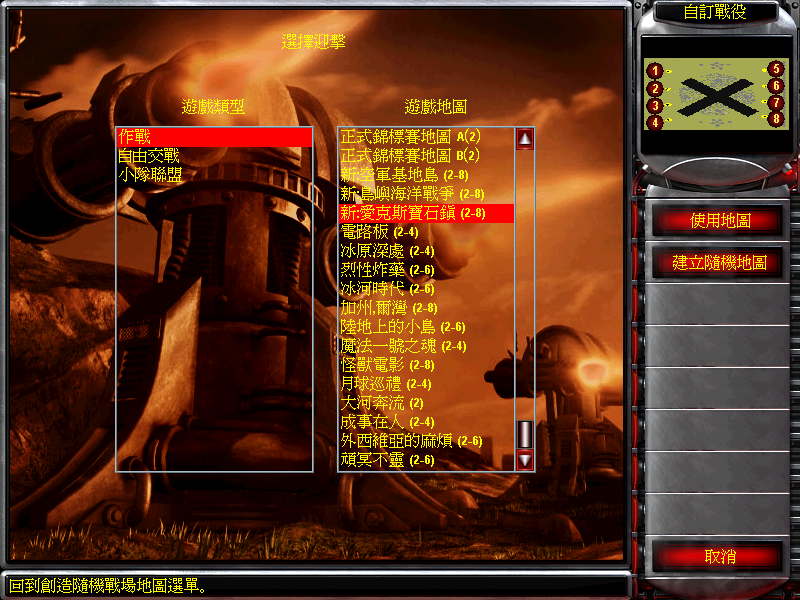 自訂戰役
選擇迎擊
遊戲類型
作戰
自由交戰
小隊聯盟
遊戲地圖
正式錦標賽地圖 A(2)
正式錦標賽地圖 B(2)
新:空軍基地島 (2-8)
新:島嶼海洋戰爭 (2-8)
新:愛克斯寶石鎮 (2-8)
電路板 (2-4)
冰原深處 (2-4)
烈性炸藥 (2-6)
冰河時代 (2-6)
加州,爾灣 (2-8)
陸地上的小島 (2-6)
魔法一號之魂 (2-4)
怪獸電影 (2-8)
月球巡禮 (2-4)
大河奔流 (2)
成事在人 (2-4)
外西維亞的麻煩 (2-6)
頑冥不靈 (2-6)
1
2
3
4
5
6
7
8
使用地圖
建立隨機地圖
取消
回到創造隨機戰場地圖選單。